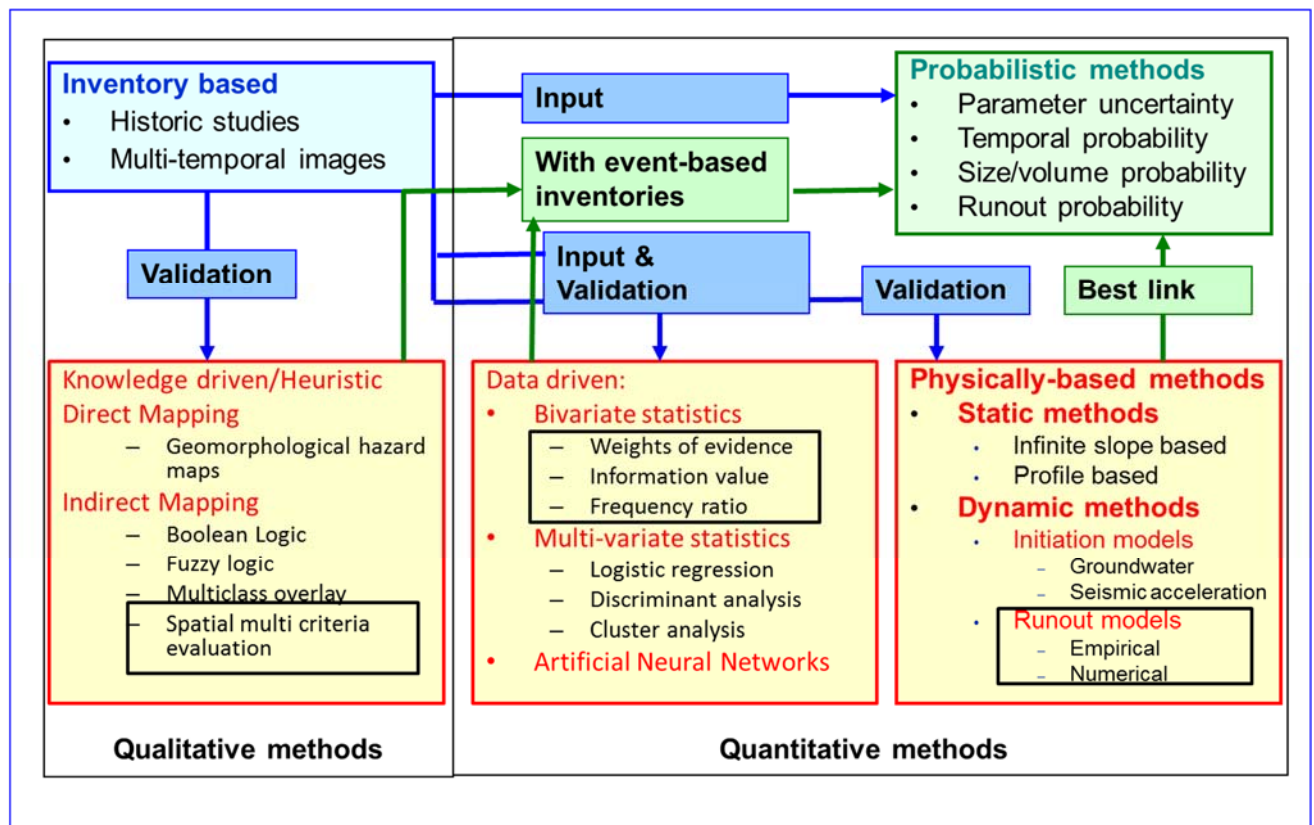 Inventory based
• Historic studies
• Multi-temporal images
Input
With event-based
inventories
Probabilistic methods
• Parameter uncertainty
• Temporal probability
• Size/volume probability
• Runout probability
Validation
Input &
Validation
Validation
Best link
Knowledge driven/Heuristic
Direct Mapping
– Geomorphological hazard
maps
Indirect Mapping
– Boolean Logic
– Fuzzy logic
– Multiclass overlay
– Spatial multi criteria
evaluation
Data driven:
• Bivariate statistics
– Weights of evidence
– Information value
– Frequency ratio
• Multi-variate statistics
– Logistic regression
– Discriminant analysis
– Cluster analysis
• Artificial Neural Networks
Physically-based methods
• Static methods
• Infinite slope based
• Profile based
• Dynamic methods
• Initiation models
– Groundwater
– Seismic acceleration
• Runout models
– Empirical
– Numerical
Qualitative methods
Quantitative methods